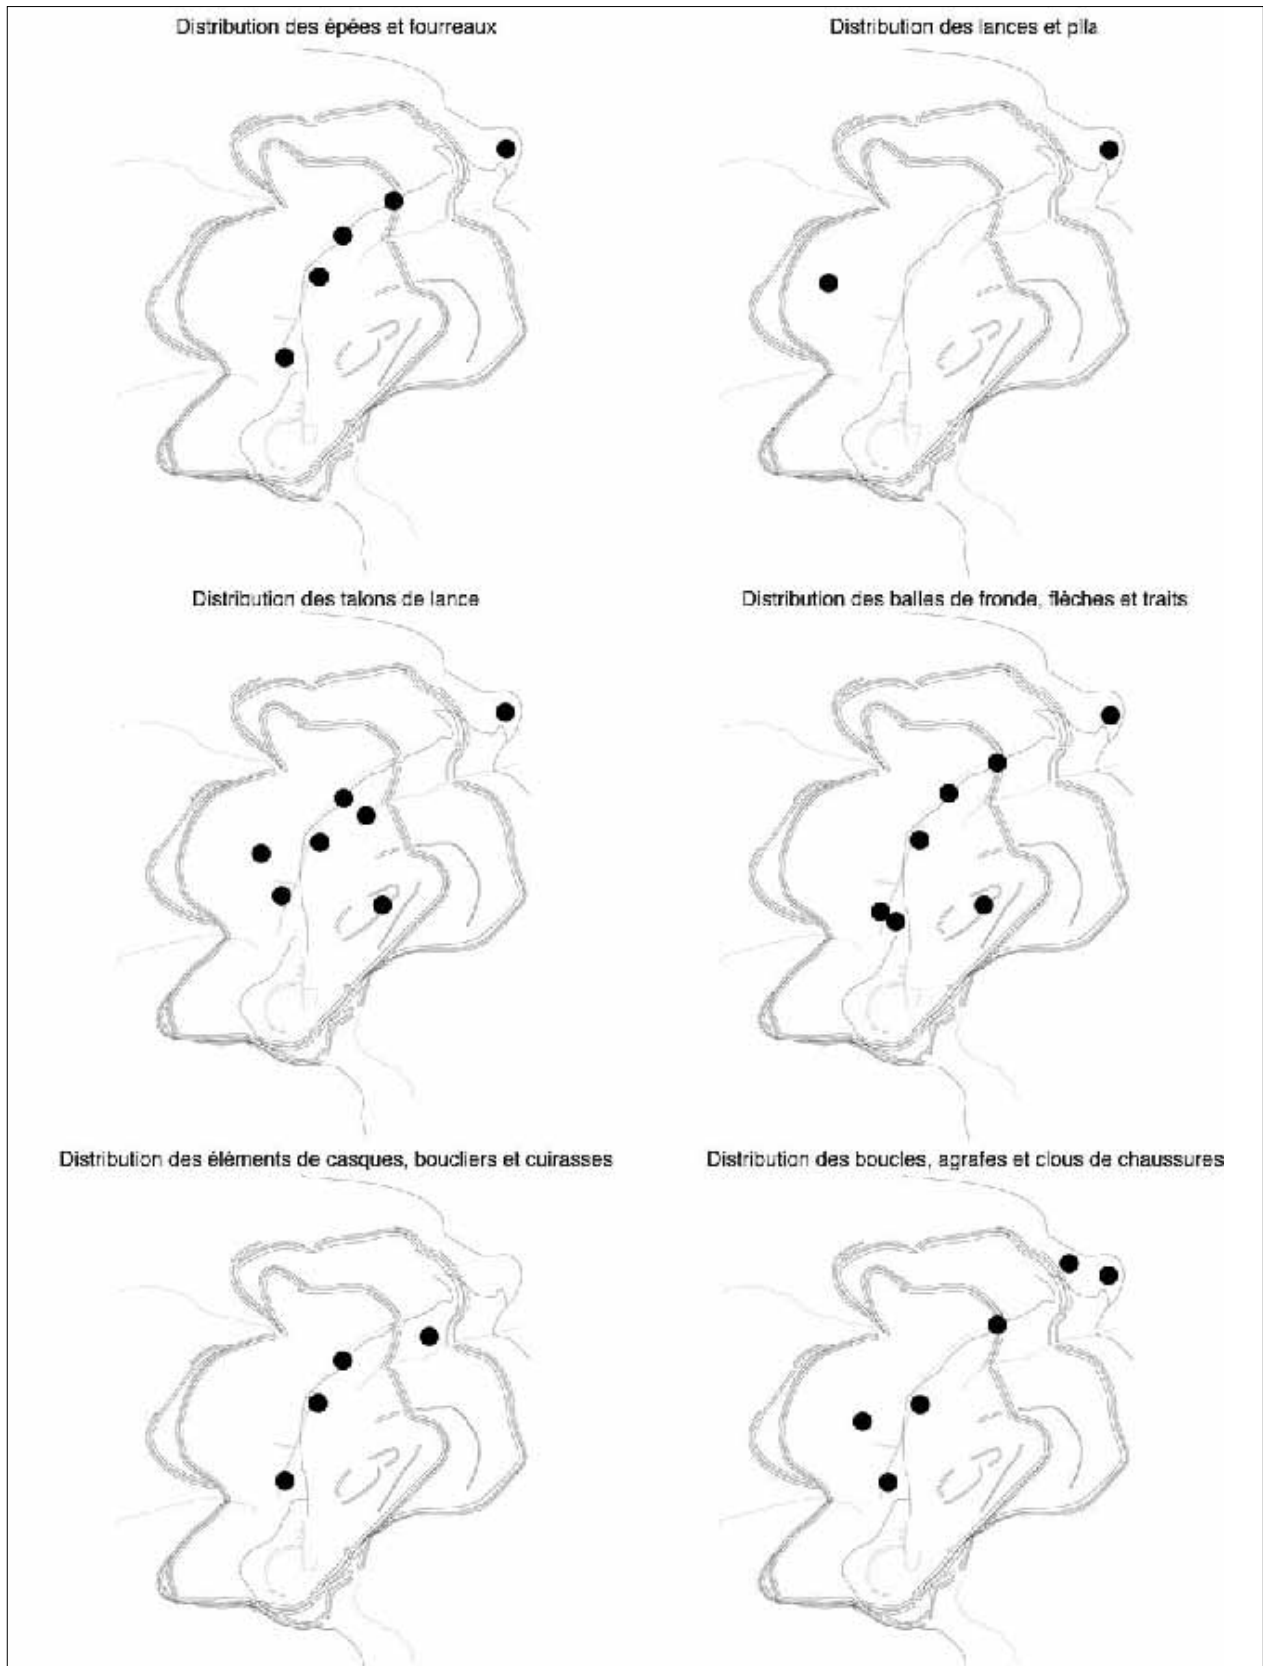 Distribution des épées et fourreaux
Distribution des lances et pila
Distribution des talons de lance
Distribution des balles de fronde, flèches et traits
Distribution des éléments de casques, boucliers et cuirasses
Distribution des boucles, agrafes et clous de chaussures